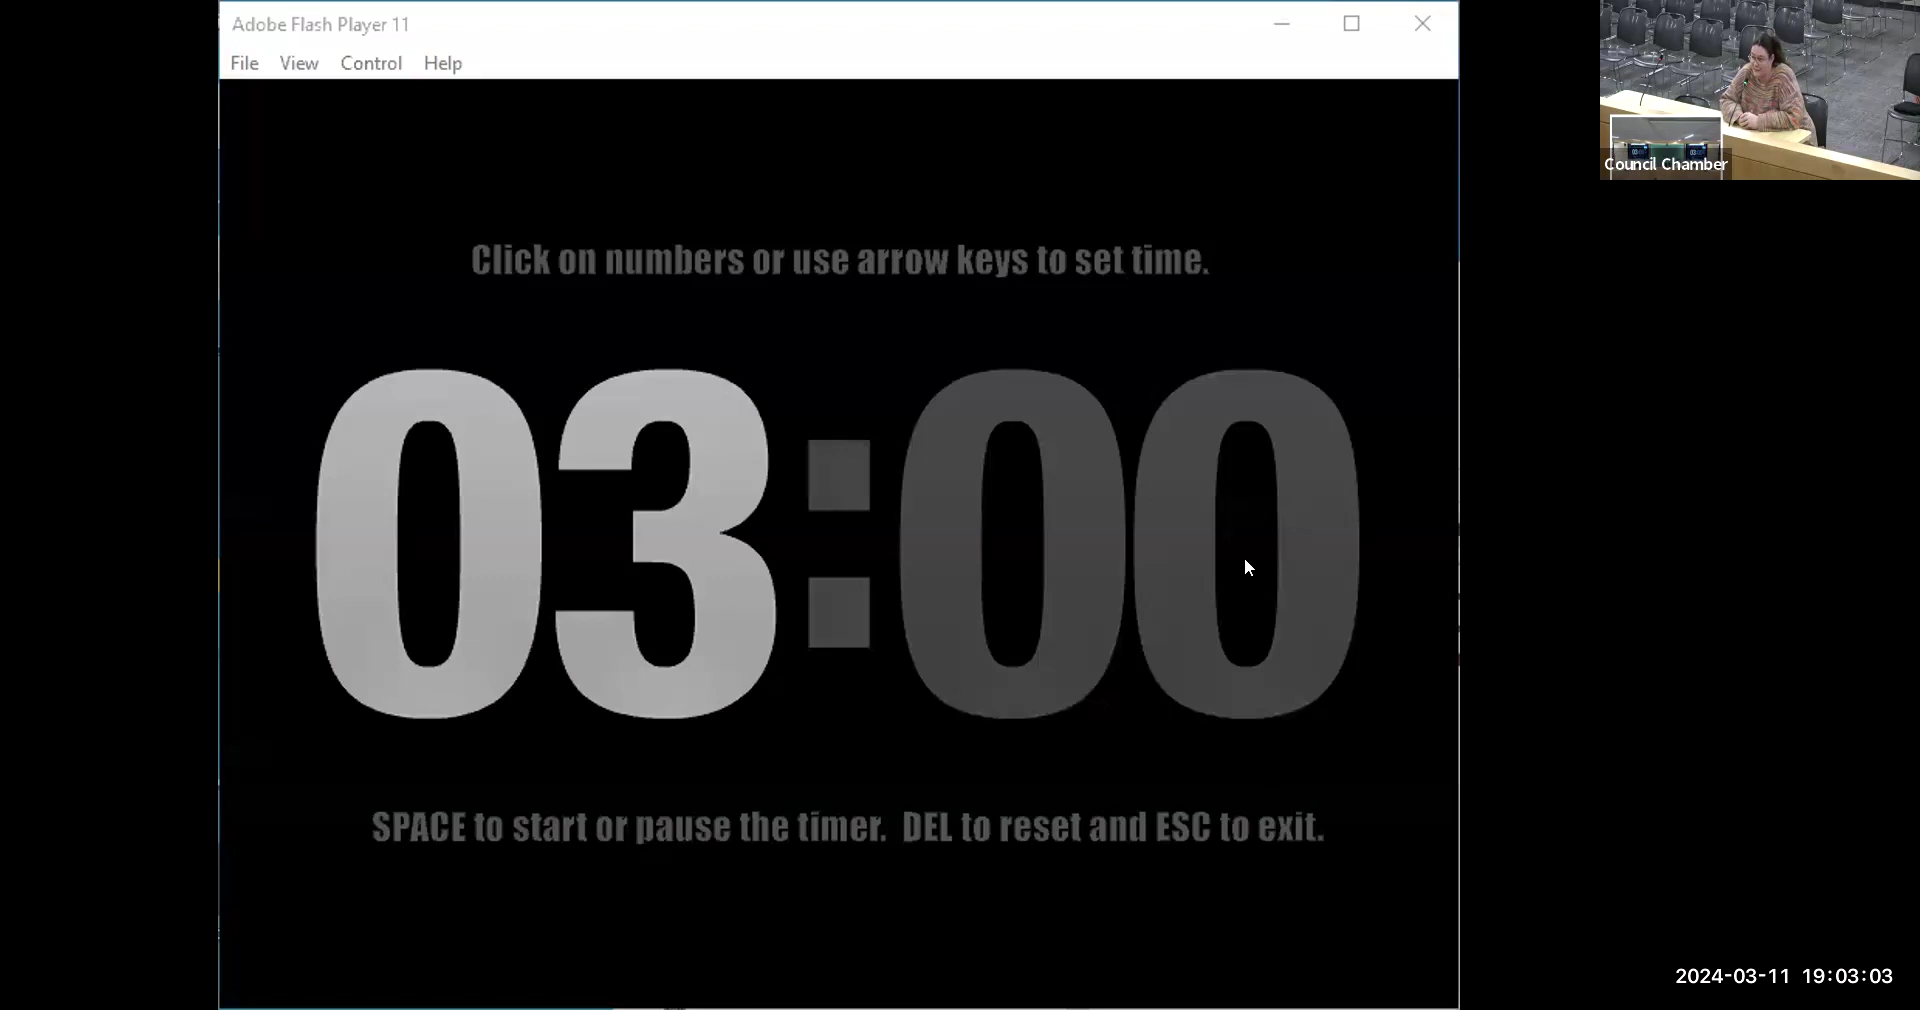 Adobe Flash Player 11
File View Control Help
Click on numbers or use arrow keys to set time.
03:00
SPACE to start or pause the timer. DEL to reset and ESC to exit.
Council Chamber
2024-03-11 19:03:03